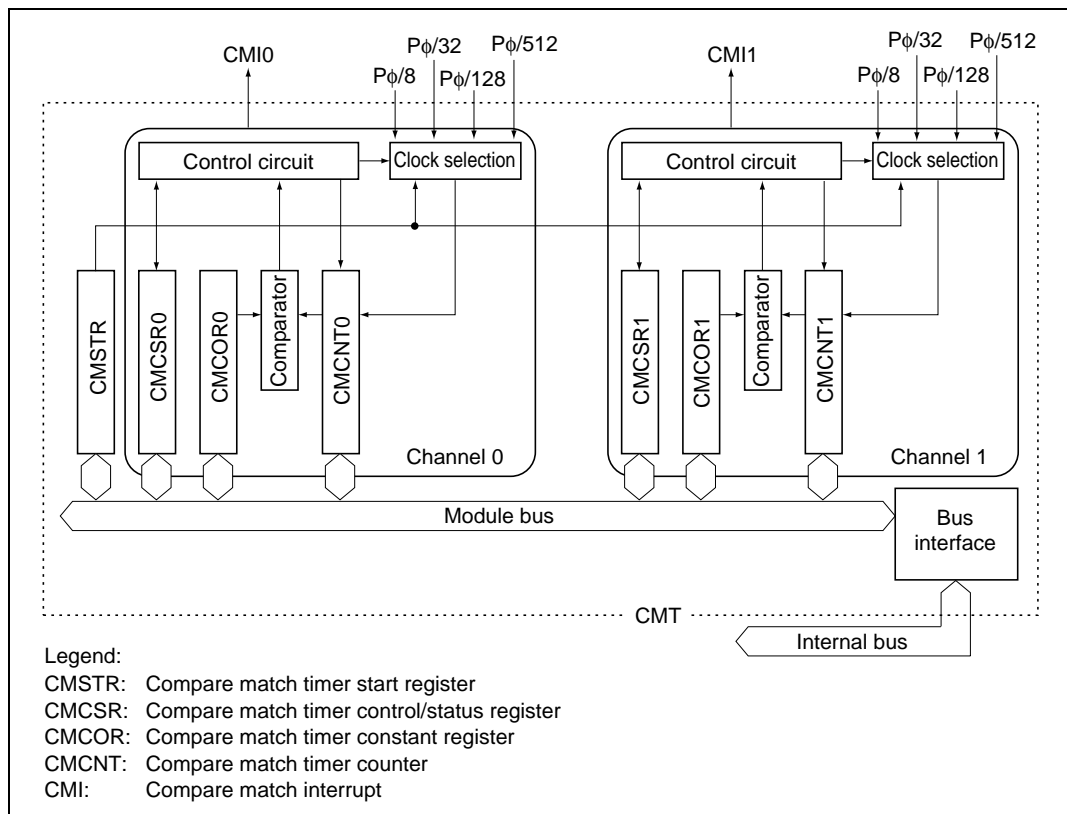 CMI0
Pφ/8
Pφ/32
Pφ/128
Pφ/512
CMI1
Pφ/8
Pφ/32
Pφ/128
Pφ/512
Control circuit
Clock selection
Control circuit
Clock selection
CMSTR
CMCSR0
CMCOR0
Comparator
CMCNT0
Channel 0
CMCSR1
CMCOR1
Comparator
CMCNT1
Channel 1
Module bus
Bus
interface
CMT
Internal bus
Legend:
CMSTR: Compare match timer start register
CMCSR: Compare match timer control/status register
CMCOR: Compare match timer constant register
CMCNT: Compare match timer counter
CMI: Compare match interrupt